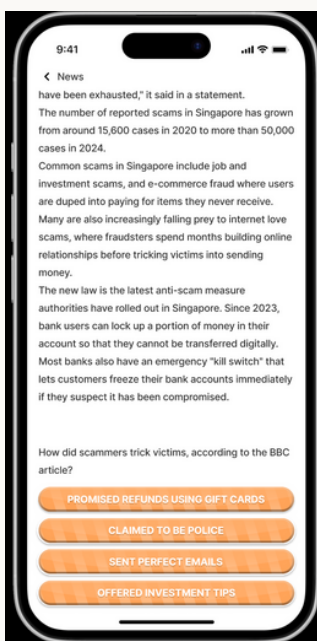 9:41
News
have been exhausted," it said in a statement.
The number of reported scams in Singapore has grown
from around 15,600 cases in 2020 to more than 50,000
cases in 2024.
Common scams in Singapore include job and
investment scams, and e-commerce fraud where users
are duped into paying for items they never receive.
Many are also increasingly falling prey to internet love
scams, where fraudsters spend months building online
relationships before tricking victims into sending
money.
The new law is the latest anti-scam measure
authorities have rolled out in Singapore. Since 2023,
bank users can lock up a portion of money in their
account so that they cannot be transferred digitally.
Most banks also have an emergency "kill switch" that
lets customers freeze their bank accounts immediately
if they suspect it has been compromised.
How did scammers trick victims, according to the BBC
article?
PROMISED REFUNDS USING GIFT CARDS
CLAIMED TO BE POLICE
SENT PERFECT EMAILS
OFFERED INVESTMENT TIPS